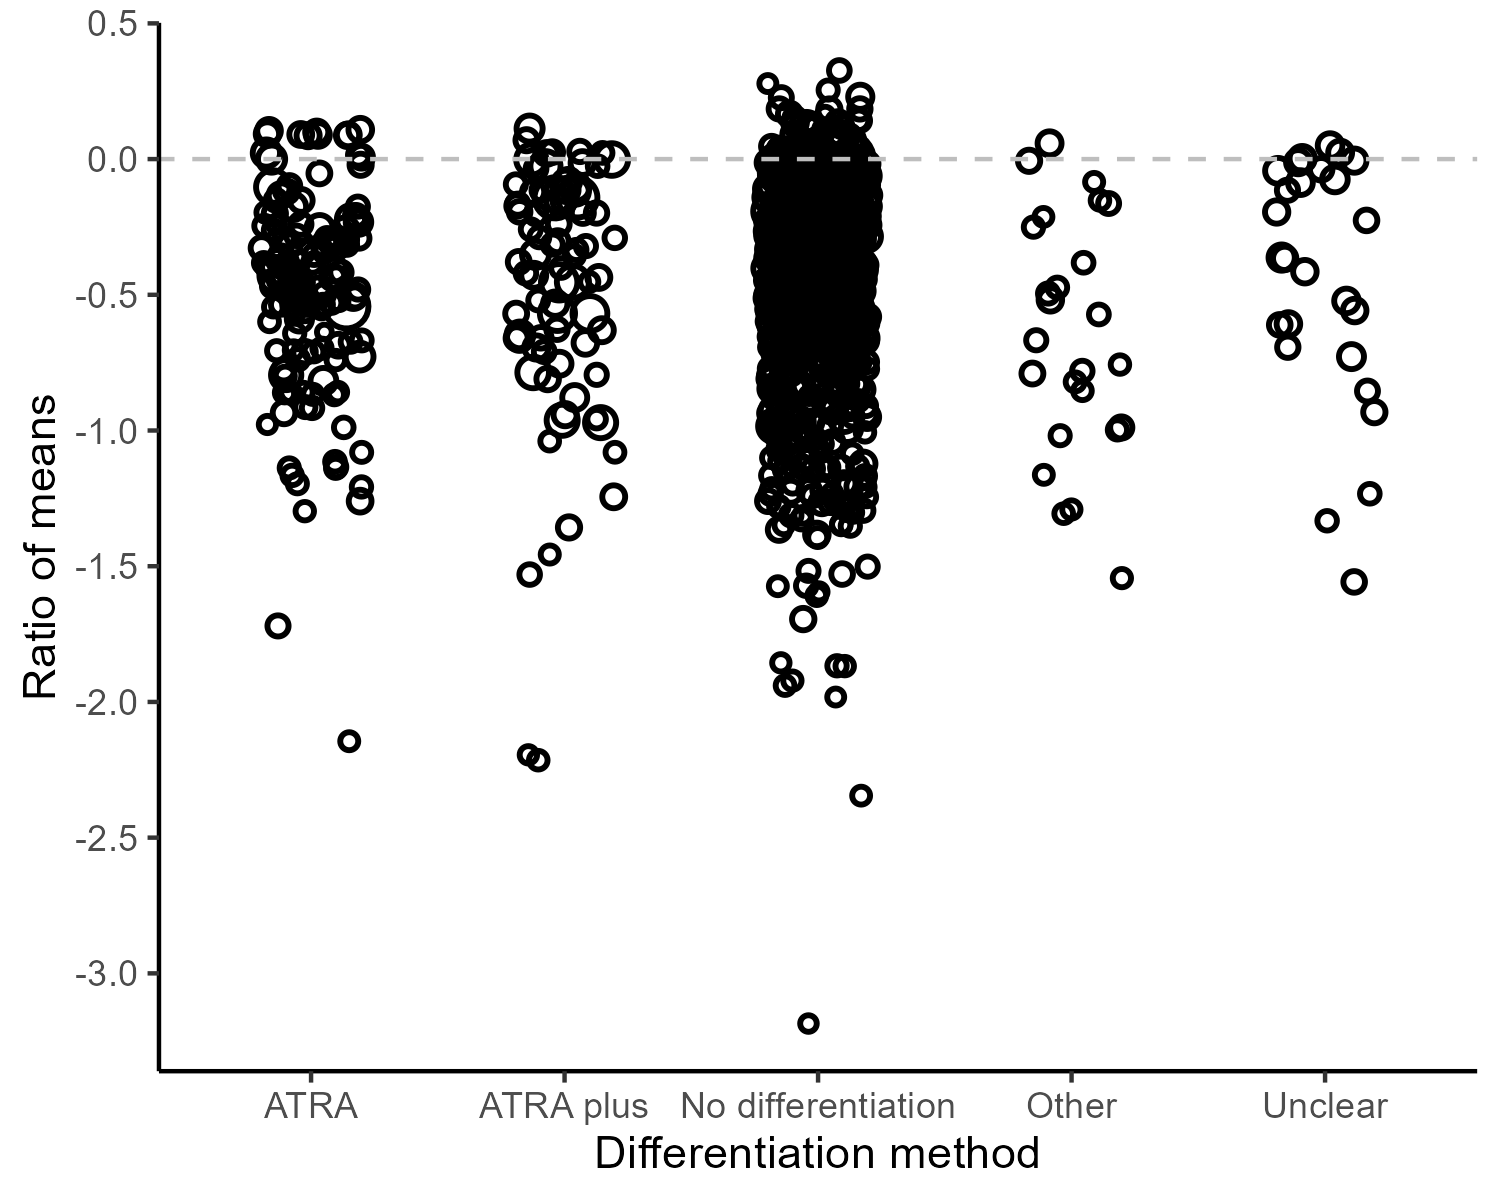 Ratio of means
0.5
0.0
-0.5
-1.0
-1.5
-2.0
-2.5
-3.0
ATRA ATRA plus No differentiation Other Unclear
Differentiation method